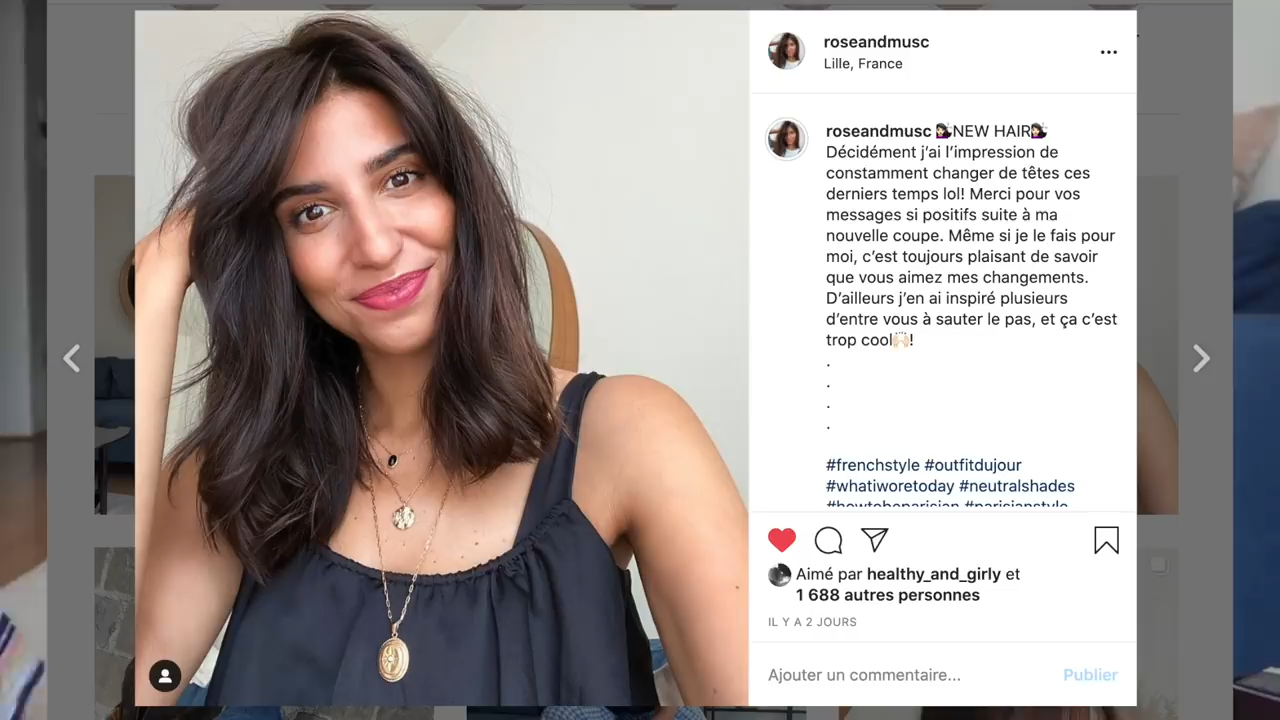 roseandmusc
Lille, France
roseandmusc 💇🏻‍♀️NEW HAIR💇🏻‍♀️
Décidément j’ai l’impression de
constamment changer de têtes ces
derniers temps lol! Merci pour vos
messages si positifs suite à ma
nouvelle coupe. Même si je le fais pour
moi, c’est toujours plaisant de savoir
que vous aimez mes changements.
D’ailleurs j’en ai inspiré plusieurs
d’entre vous à sauter le pas, et ça c’est
trop cool🙌🏻!
.
.
.
.
#frenchstyle #outfitdujour
#whatiworetoday #neutralshades
#howtobeparisian #parisianstyle
Aimé par healthy_and_girly et
1 688 autres personnes
IL Y A 2 JOURS
Ajouter un commentaire... Publier